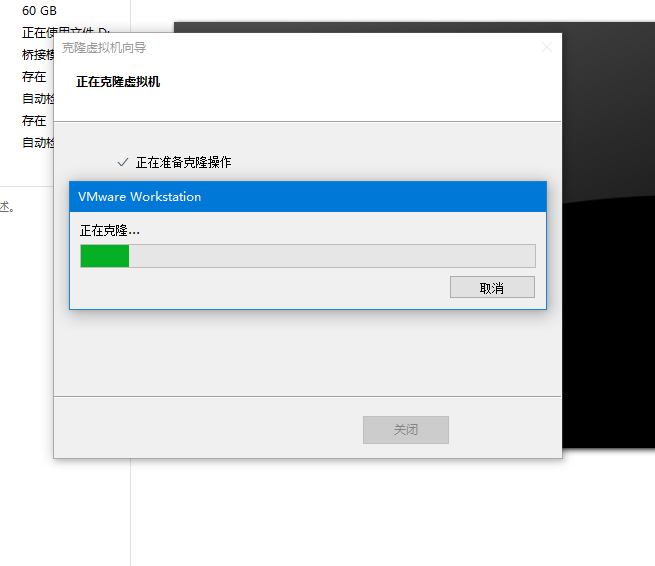 60 GB
正在使用文件 D:
桥接模
存在
自动检
存在
自动检
术。
克隆虚拟机向导
正在克隆虚拟机
正在准备克隆操作
VMware Workstation
正在克隆...
取消
关闭